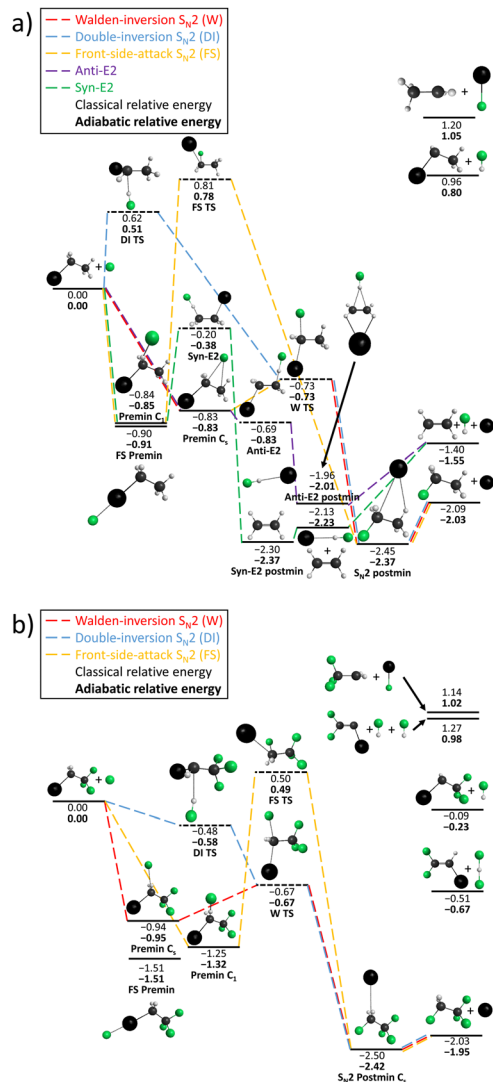 a)
Walden-inversion SN2 (W)
Double-inversion SN2 (DI)
Front-side-attack SN2 (FS)
Anti-E2
Syn-E2
Classical relative energy
Adiabatic relative energy
+
1.20
1.05
+
0.96
0.80
0.81
0.78
FS TS
0.62
0.51
DI TS
+
0.00
0.00
−0.20
−0.38
Syn-E2
−0.84
−0.85
Premin C1
−0.90
−0.91
FS Premin
−0.83
−0.83
Premin Cs
−0.69
−0.83
Anti-E2
−0.73
−0.73
W TS
−1.96
−2.01
Anti-E2 postmin
−2.13
−2.23
+
−2.30
−2.37
Syn-E2 postmin
−2.45
−2.37
SN2 postmin
+ +
−1.40
−1.55
+
−2.09
−2.03
b)
Walden-inversion SN2 (W)
Double-inversion SN2 (DI)
Front-side-attack SN2 (FS)
Classical relative energy
Adiabatic relative energy
+
1.14
1.02
+ +
1.27
0.98
+
0.00
0.00
−0.48
−0.58
DI TS
0.50
0.49
FS TS
−0.67
−0.67
W TS
+
−0.09
−0.23
+
−0.51
−0.67
−0.94
−0.95
Premin Cs
−1.51
−1.51
FS Premin
−1.25
−1.32
Premin C1
−2.50
−2.42
SN2 Postmin Cs
+
−2.03
−1.95